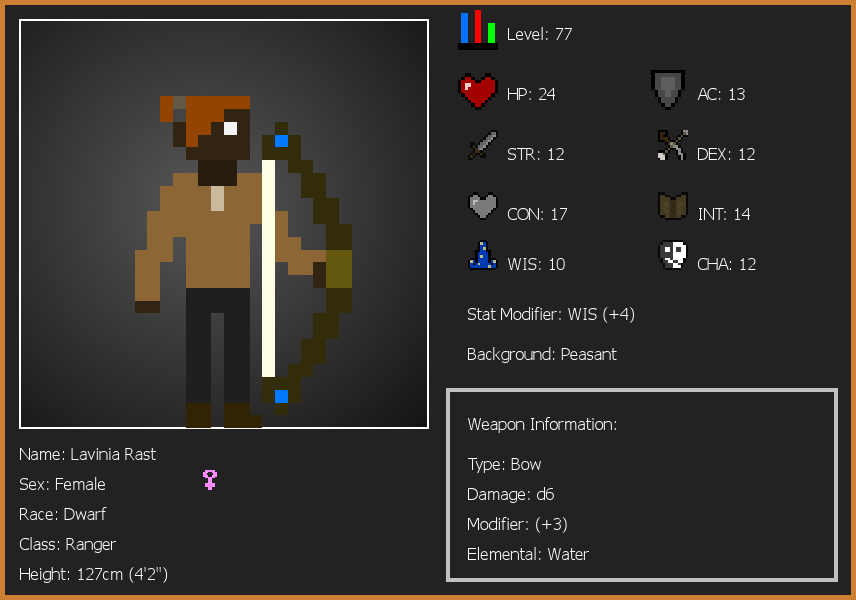 Level: 77
HP: 24
AC: 13
STR: 12
DEX: 12
CON: 17
INT: 14
WIS: 10
CHA: 12
Stat Modifier: WIS (+4)
Background: Peasant
Weapon Information:
Type: Bow
Damage: d6
Modifier: (+3)
Elemental: Water
Name: Lavinia Rast
Sex: Female
Race: Dwarf
Class: Ranger
Height: 127cm (4'2")